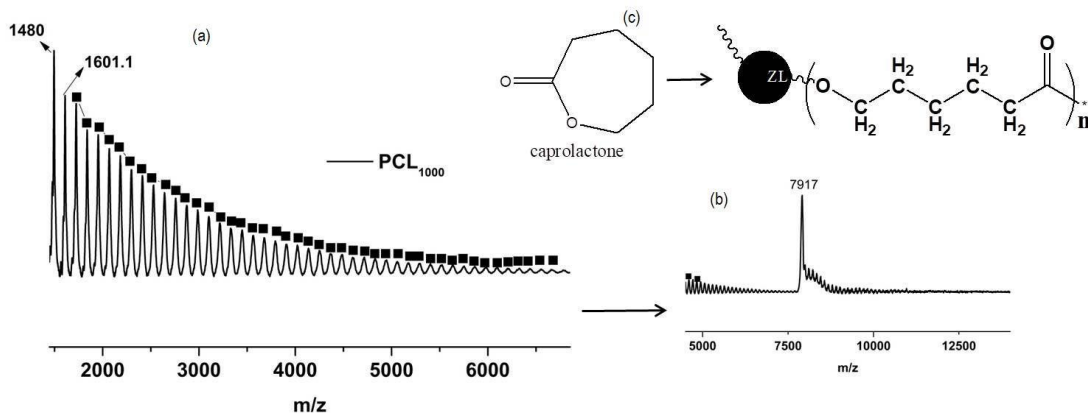 (a)
1480
1601.1
PCL1000
2000 3000 4000 5000 6000
m/z
(c)
O
O
caprolactone
ZL
O
H2
C
C
H2
H2
C
C
H2
C
H2
O
C
*
n
(b)
7917
5000 7500 10000 12500
m/z